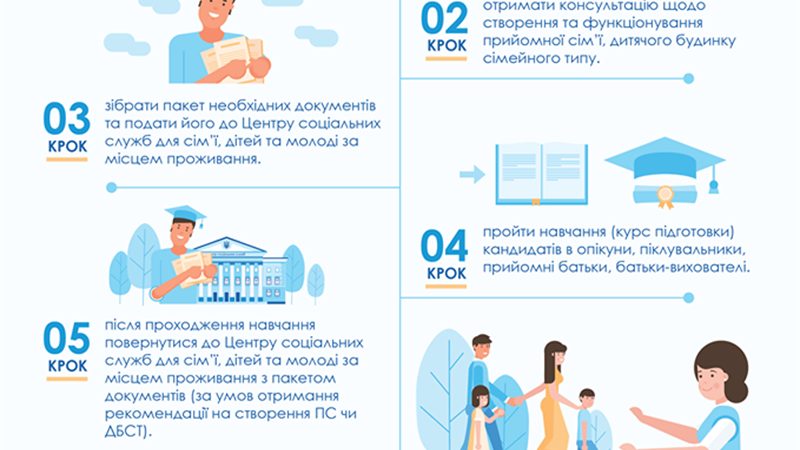 02
КРОК
отримати консультацію щодо
створення та функціонування
прийомної сім’ї, дитячого будинку
сімейного типу.
03
КРОК
зібрати пакет необхідних документів
та подати його до Центру соціальних
служб для сім’ї, дітей та молоді за
місцем проживання.
04
КРОК
пройти навчання (курс підготовки)
кандидатів в опікуни, піклувальники,
прийомні батьки, батьки-вихователі.
05
КРОК
після проходження навчання
повернутися до Центру соціальних
служб для сім’ї, дітей та молоді за
місцем проживання з пакетом
документів (за умов отримання
рекомендації на створення ПС чи
ДБСТ).